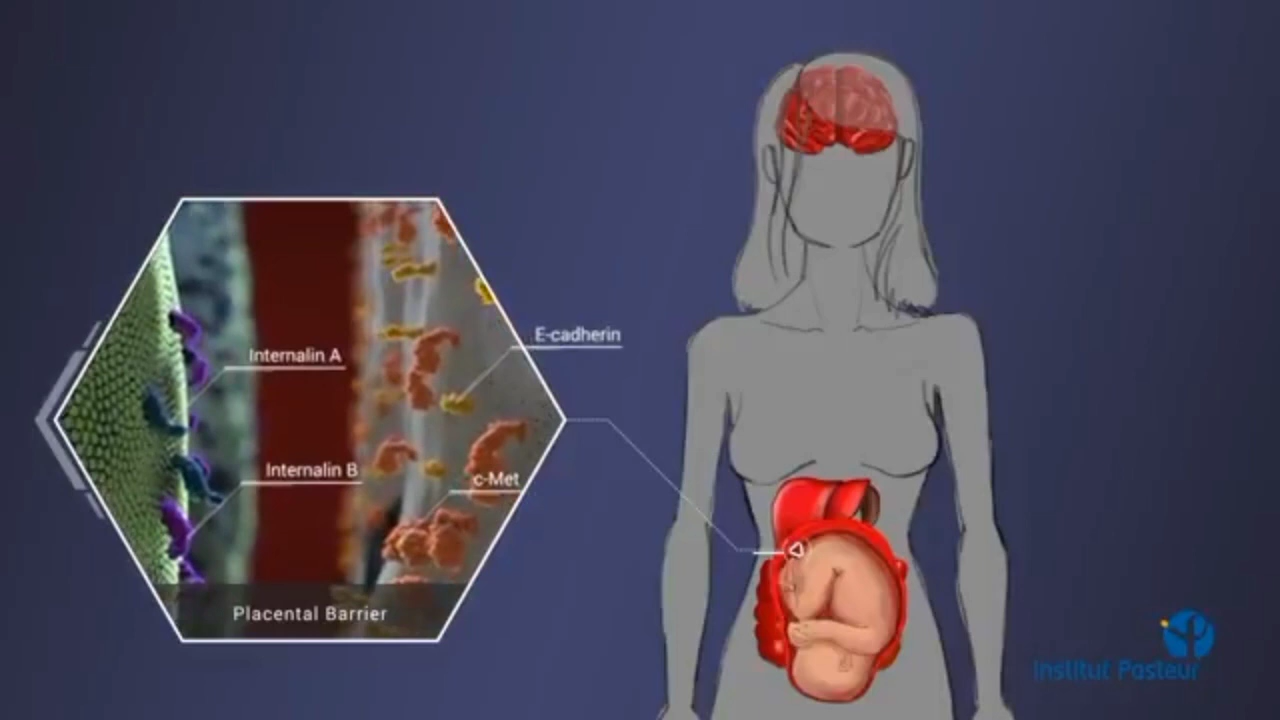 E-cadherin
Internalin A
Internalin B
c-Met
Placental Barrier
Institut Pasteur